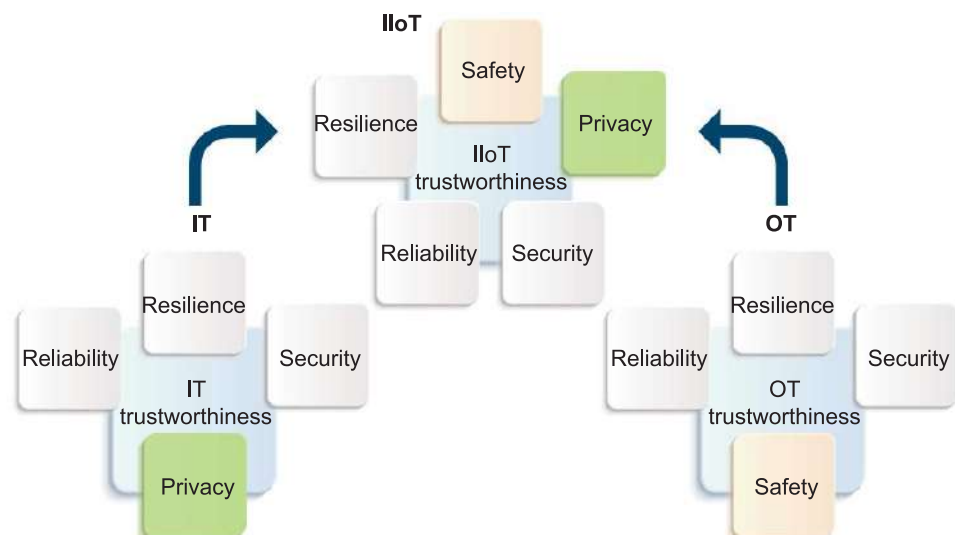 IIoT
Safety
Resilience
Privacy
IIoT
trustworthiness
Reliability
Security
IT
Resilience
Reliability
Security
IT
trustworthiness
Privacy
OT
Resilience
Reliability
Security
OT
trustworthiness
Safety